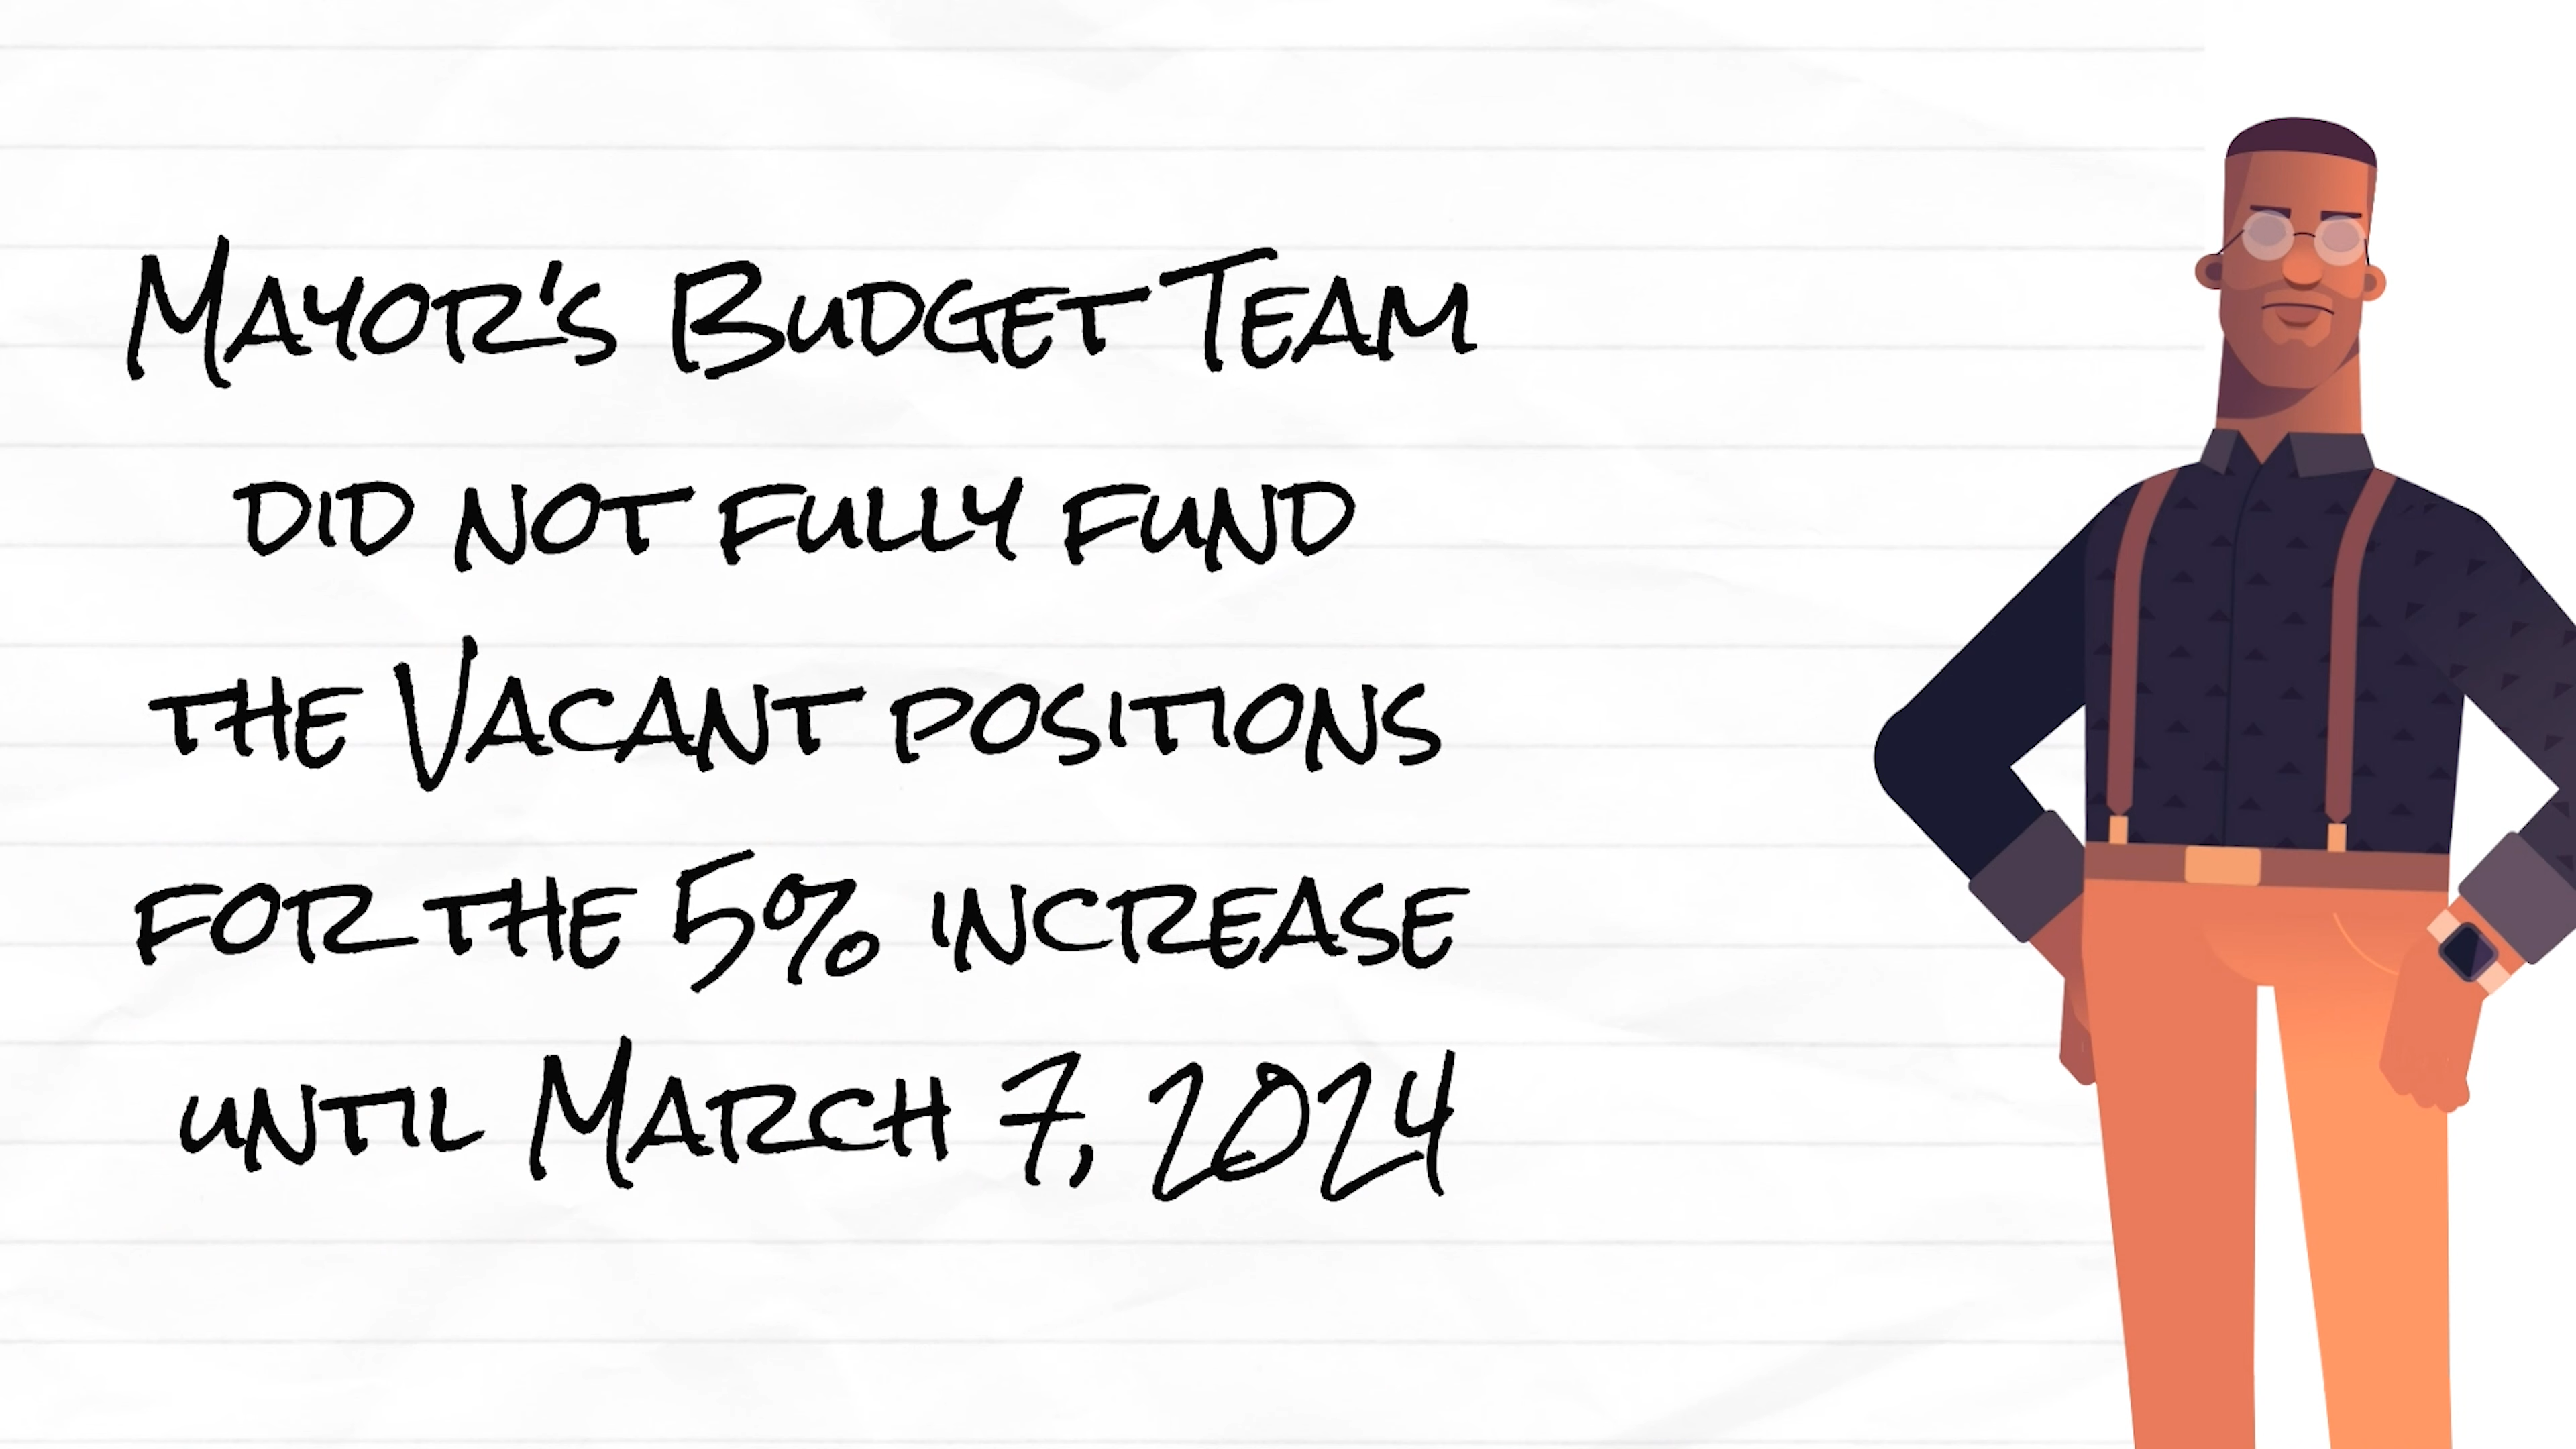 Mayor's Budget Team
did not fully fund
the Vacant positions
for the 5% increase
until March 7, 2024